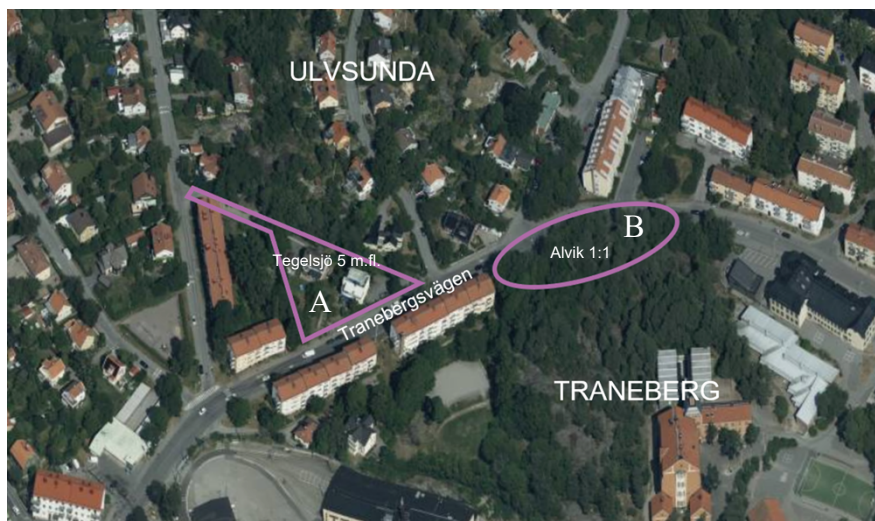 ULVSUNDA
B
Alvik 1:1
Tegelsjö 5 m.fl.
A
Tranebergsvägen
TRANEBERG